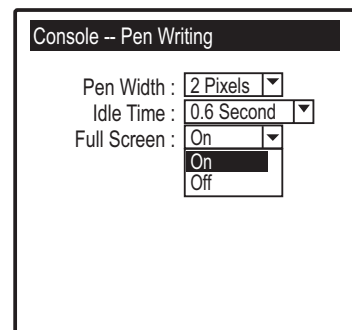 Console -- Pen Writing
Pen Width : 2 Pixels
Idle Time : 0.6 Second
Full Screen : On
On
Off